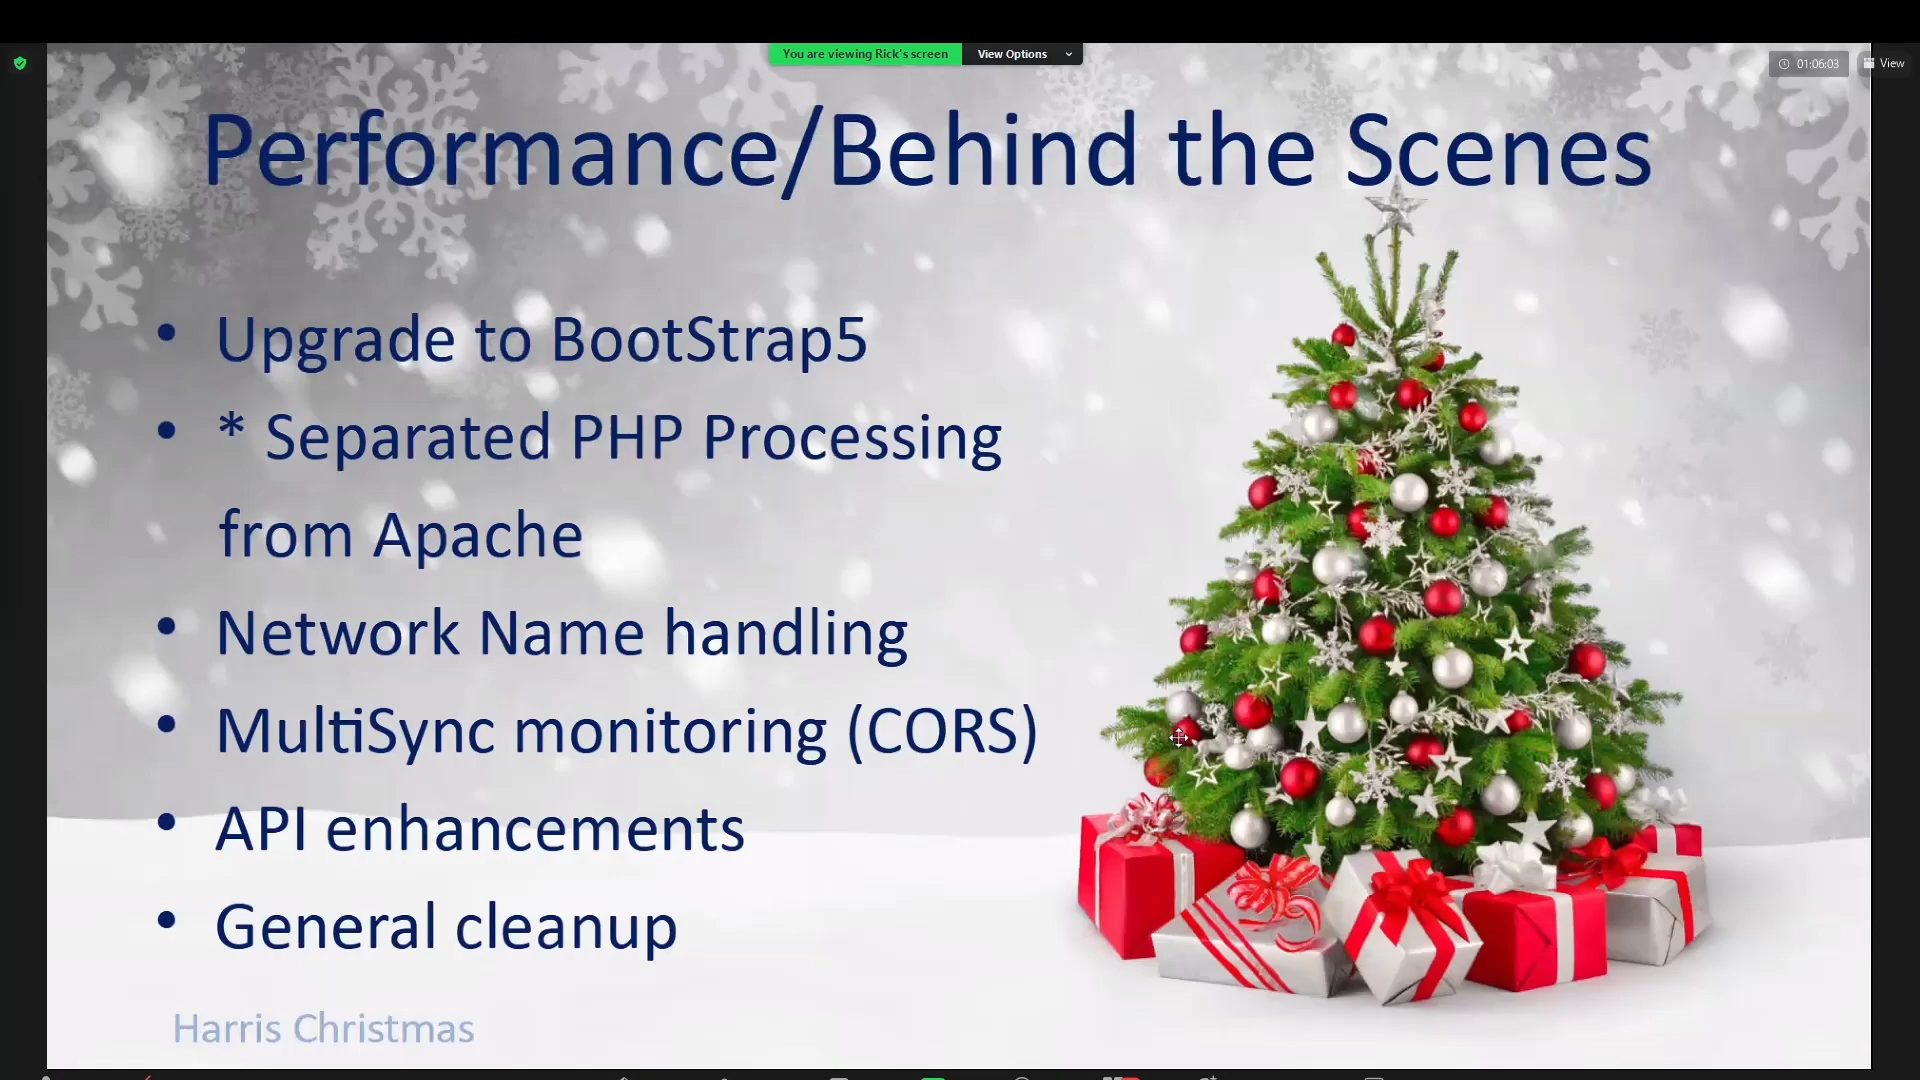 You are viewing Rick's screen
View Options
01:06:03
View
Performance/Behind the Scenes
• Upgrade to BootStrap5
• * Separated PHP Processing
from Apache
• Network Name handling
• MultiSync monitoring (CORS)
• API enhancements
• General cleanup
Harris Christmas